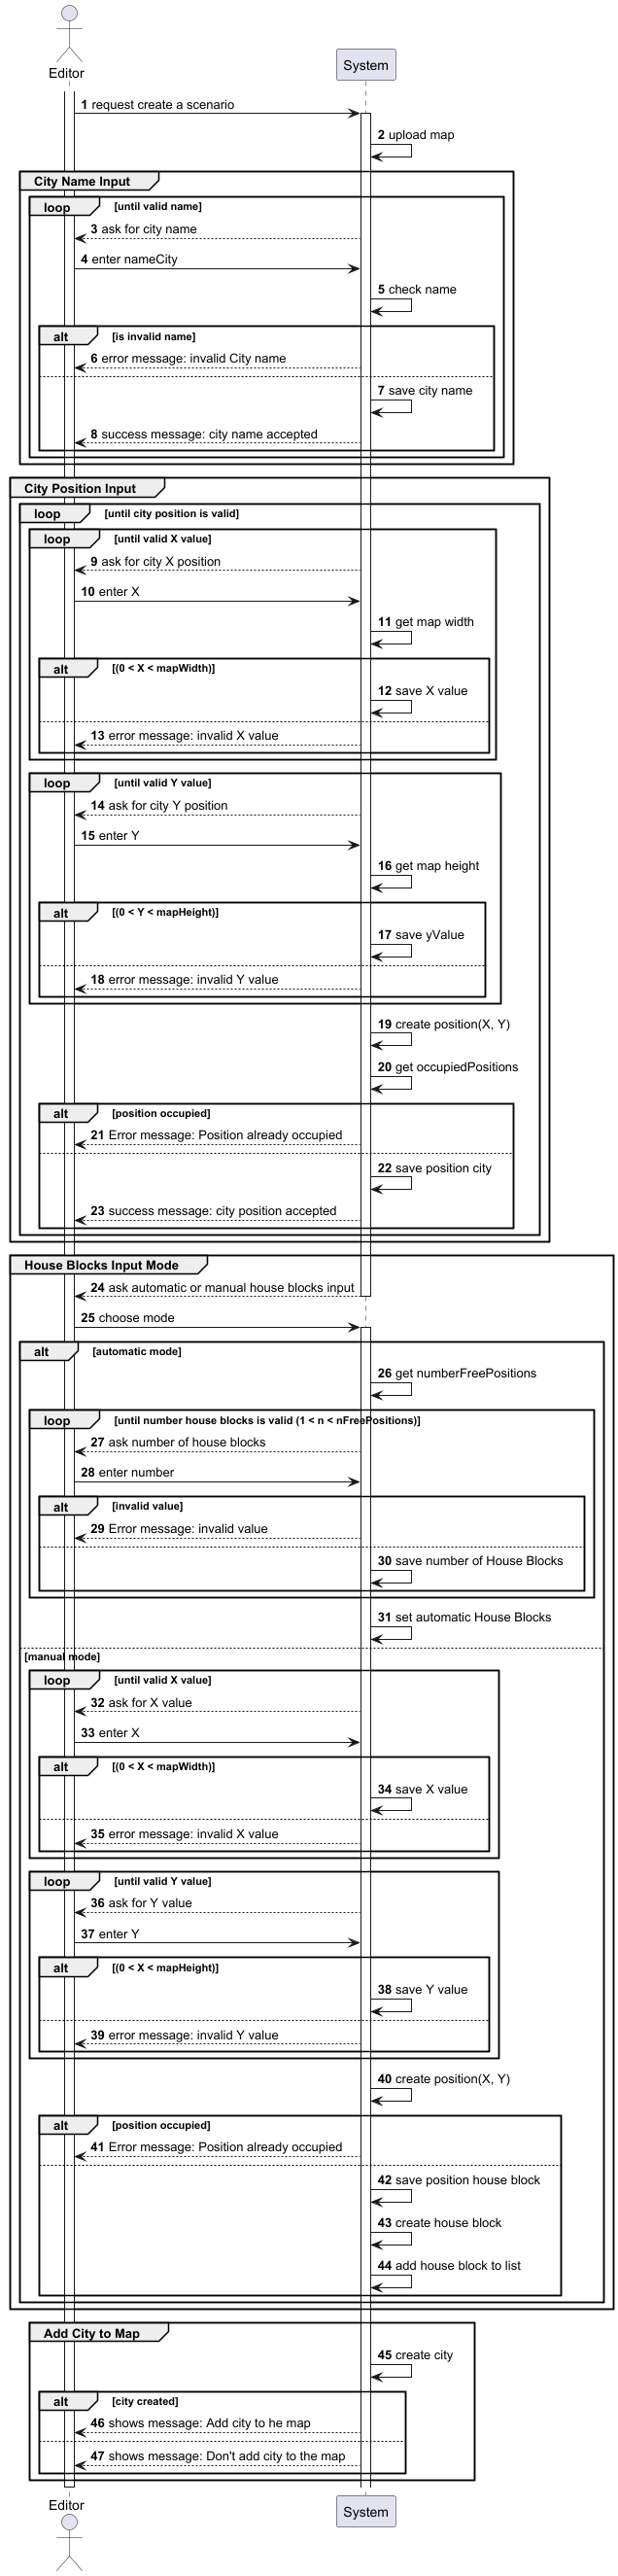 Editor
System
1 request create a scenario
2 upload map
City Name Input
loop [until valid name]
3 ask for city name
4 enter nameCity
5 check name
alt [is invalid name]
6 error message: invalid City name
7 save city name
8 success message: city name accepted
City Position Input
loop [until city position is valid]
loop [until valid X value]
9 ask for city X position
10 enter X
11 get map width
alt [(0 < X < mapWidth)]
12 save X value
13 error message: invalid X value
loop [until valid Y value]
14 ask for city Y position
15 enter Y
16 get map height
alt [(0 < Y < mapHeight)]
17 save yValue
18 error message: invalid Y value
19 create position(X, Y)
20 get occupiedPositions
alt [position occupied]
21 Error message: Position already occupied
22 save position city
23 success message: city position accepted
House Blocks Input Mode
24 ask automatic or manual house blocks input
25 choose mode
alt [automatic mode]
26 get numberFreePositions
loop [until number house blocks is valid (1 < n < nFreePositions)]
27 ask number of house blocks
28 enter number
alt [invalid value]
29 Error message: invalid value
30 save number of House Blocks
31 set automatic House Blocks
[manual mode]
loop [until valid X value]
32 ask for X value
33 enter X
alt [(0 < X < mapWidth)]
34 save X value
35 error message: invalid X value
loop [until valid Y value]
36 ask for Y value
37 enter Y
alt [(0 < X < mapHeight)]
38 save Y value
39 error message: invalid Y value
40 create position(X, Y)
alt [position occupied]
41 Error message: Position already occupied
42 save position house block
43 create house block
44 add house block to list
Add City to Map
45 create city
alt [city created]
46 shows message: Add city to he map
47 shows message: Don't add city to the map
Editor
System